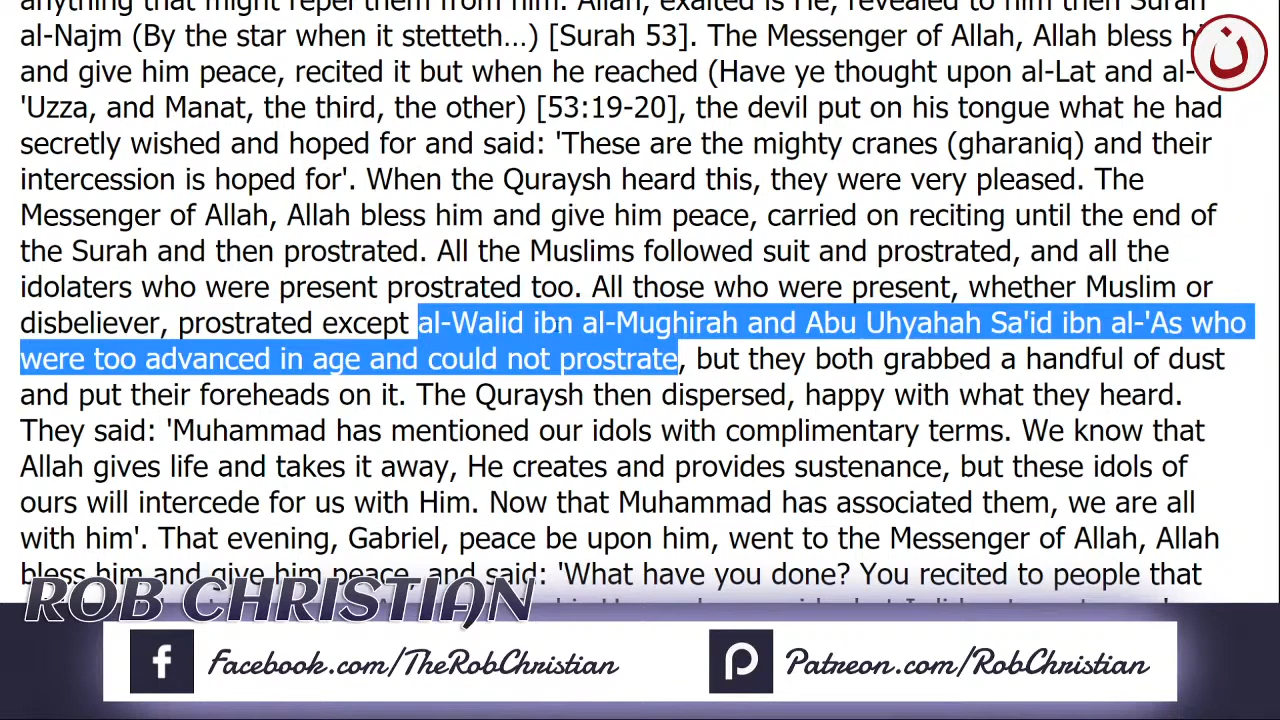 anything that might repel them from him. Allah, exalted is He, revealed to him then Surah
al-Najm (By the star when it stetteth...) [Surah 53]. The Messenger of Allah, Allah bless
and give him peace, recited it but when he reached (Have ye thought upon al-Lat and al-
'Uzza, and Manat, the third, the other) [53:19-20], the devil put on his tongue what he had
secretly wished and hoped for and said: 'These are the mighty cranes (gharaniq) and their
intercession is hoped for'. When the Quraysh heard this, they were very pleased. The
Messenger of Allah, Allah bless him and give him peace, carried on reciting until the end of
the Surah and then prostrated. All the Muslims followed suit and prostrated, and all the
idolaters who were present prostrated too. All those who were present, whether Muslim or
disbeliever, prostrated except al-Walid ibn al-Mughirah and Abu Uhyahah Sa'id ibn al-'As who
were too advanced in age and could not prostrate, but they both grabbed a handful of dust
and put their foreheads on it. The Quraysh then dispersed, happy with what they heard.
They said: 'Muhammad has mentioned our idols with complimentary terms. We know that
Allah gives life and takes it away, He creates and provides sustenance, but these idols of
ours will intercede for us with Him. Now that Muhammad has associated them, we are all
with him'. That evening, Gabriel, peace be upon him, went to the Messenger of Allah, Allah
bless him and give him peace, and said: 'What have you done? You recited to people that
ن
ROB CHRISTIAN
Facebook.com/TheRobChristian
Patreon.com/RobChristian